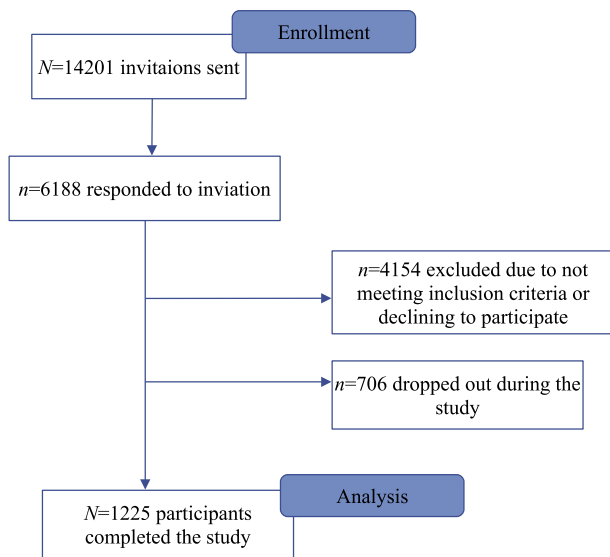 Enrollment
N=14201 invitaions sent
n=6188 responded to inviation
n=4154 excluded due to not
meeting inclusion criteria or
declining to participate
n=706 dropped out during the
study
Analysis
N=1225 participants
completed the study